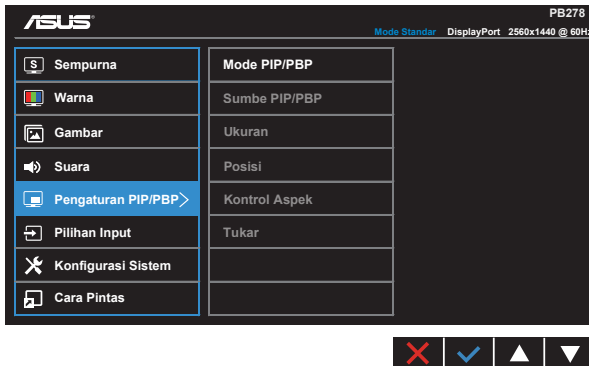 ASUS
PB278
Mode Standar DisplayPort 2560x1440 @ 60Hz
S Sempurna
Warna
Gambar
Suara
Pengaturan PIP/PBP
Pilihan Input
Konfigurasi Sistem
Cara Pintas
Mode PIP/PBP
Sumbe PIP/PBP
Ukuran
Posisi
Kontrol Aspek
Tukar